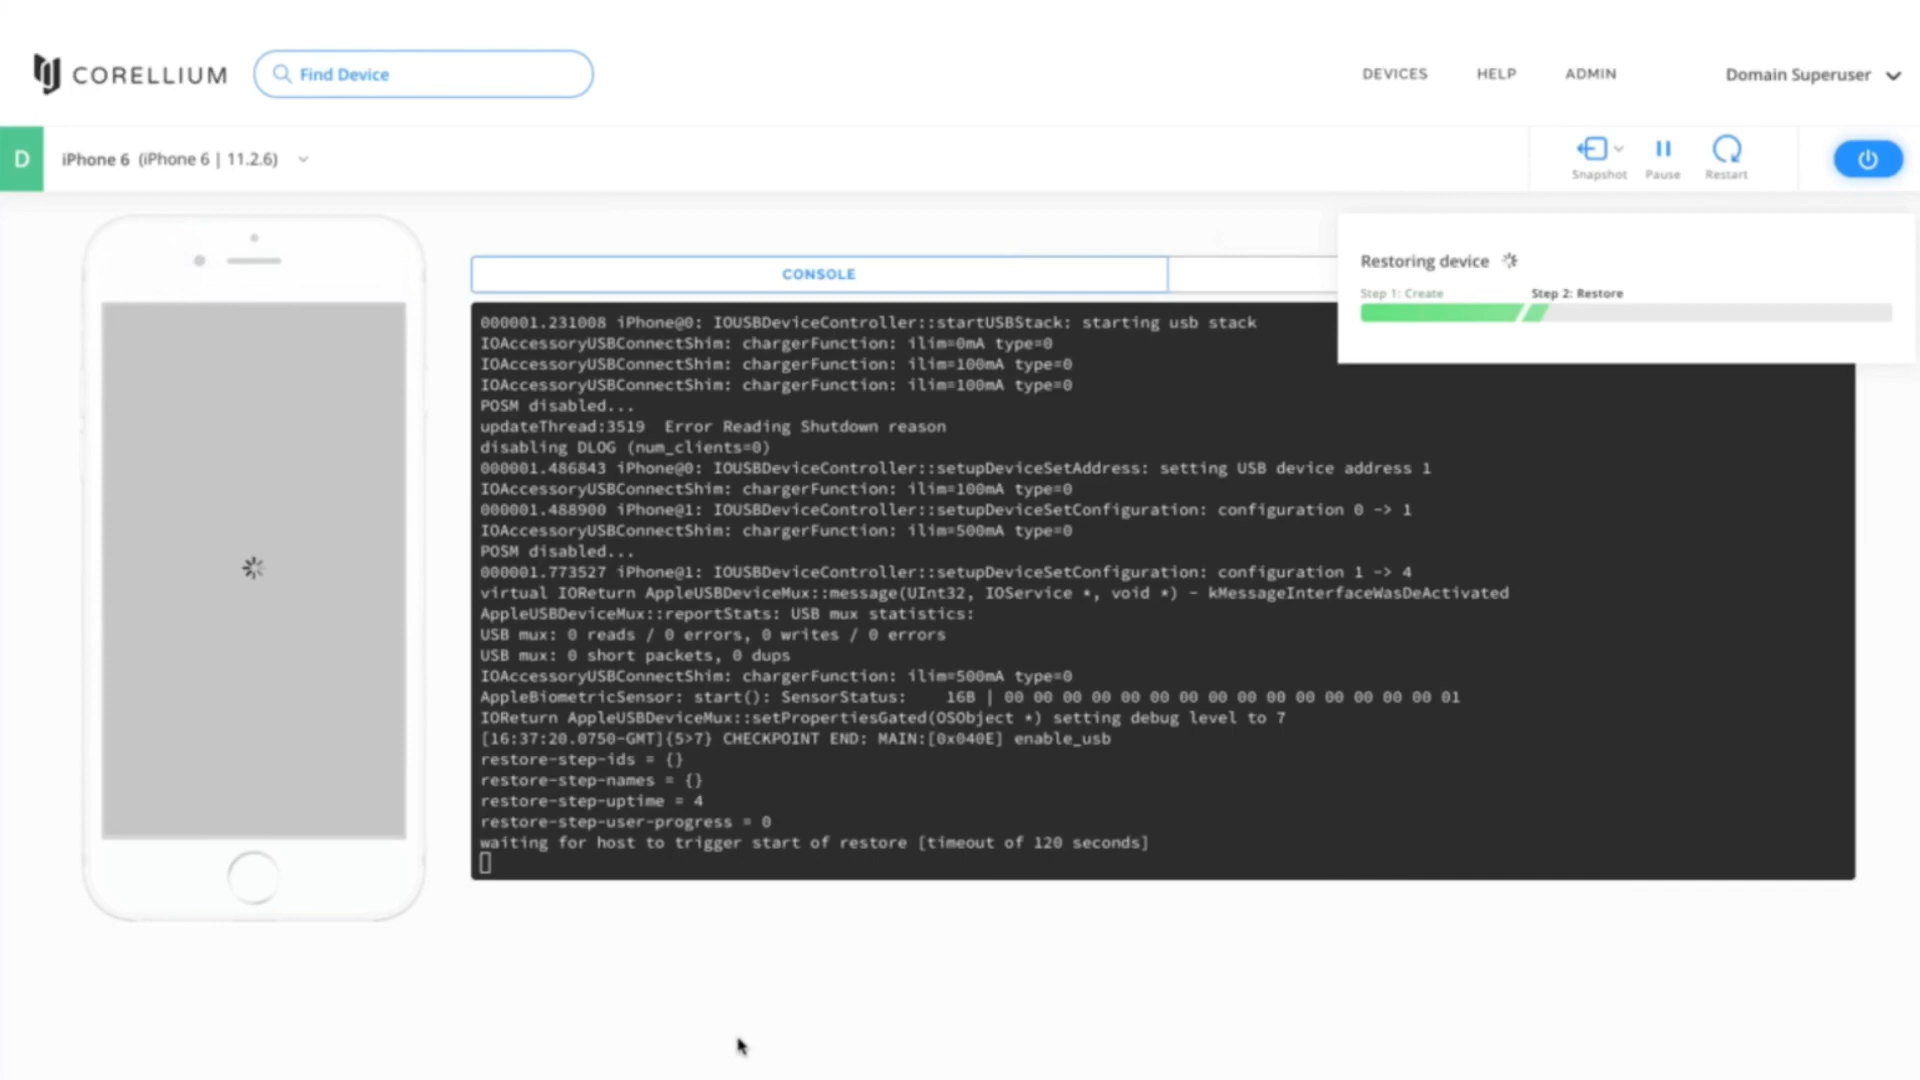 CORELLIUM
Find Device
DEVICES
HELP
ADMIN
Domain Superuser
D
iPhone 6 (iPhone 6 | 11.2.6)
Snapshot
Pause
Restart
Restoring device
Step 1: Create
Step 2: Restore
CONSOLE
000001.231008 iPhone@0: IOUSBDeviceController::startUSBStack: starting usb stack
IOAccessoryUSBConnectShim: chargerFunction: ilim=0mA type=0
IOAccessoryUSBConnectShim: chargerFunction: ilim=100mA type=0
IOAccessoryUSBConnectShim: chargerFunction: ilim=100mA type=0
POSM disabled...
updateThread:3519  Error Reading Shutdown reason
disabling DLOG (num_clients=0)
000001.486843 iPhone@0: IOUSBDeviceController::setupDeviceSetAddress: setting USB device address 1
IOAccessoryUSBConnectShim: chargerFunction: ilim=100mA type=0
000001.488900 iPhone@1: IOUSBDeviceController::setupDeviceSetConfiguration: configuration 0 -> 1
IOAccessoryUSBConnectShim: chargerFunction: ilim=500mA type=0
POSM disabled...
000001.773527 iPhone@1: IOUSBDeviceController::setupDeviceSetConfiguration: configuration 1 -> 4
virtual IOReturn AppleUSBDeviceMux::message(UInt32, IOService *, void *) - kMessageInterfaceWasDeActivated
AppleUSBDeviceMux::reportStats: USB mux statistics:
USB mux: 0 reads / 0 errors, 0 writes / 0 errors
USB mux: 0 short packets, 0 dups
IOAccessoryUSBConnectShim: chargerFunction: ilim=500mA type=0
AppleBiometricSensor: start(): SensorStatus:    16B | 00 00 00 00 00 00 00 00 00 00 00 00 00 00 00 01
IOReturn AppleUSBDeviceMux::setPropertiesGated(OSObject *) setting debug level to 7
[16:37:20.0750-GMT]{5>7} CHECKPOINT END: MAIN:[0x040E] enable_usb
restore-step-ids = {}
restore-step-names = {}
restore-step-uptime = 4
restore-step-user-progress = 0
waiting for host to trigger start of restore [timeout of 120 seconds]